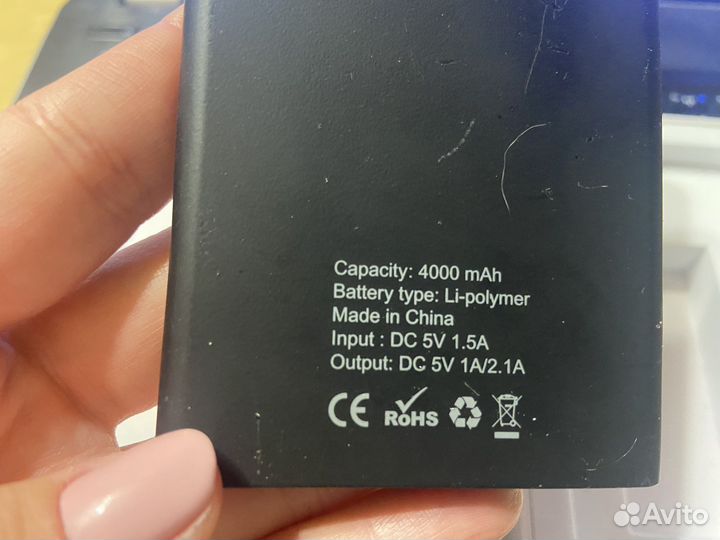 Capacity: 4000 mAh
Battery type: Li-polymer
Made in China
Input : DC 5V 1.5A
Output: DC 5V 1A/2.1A
CE RoHS
Avito